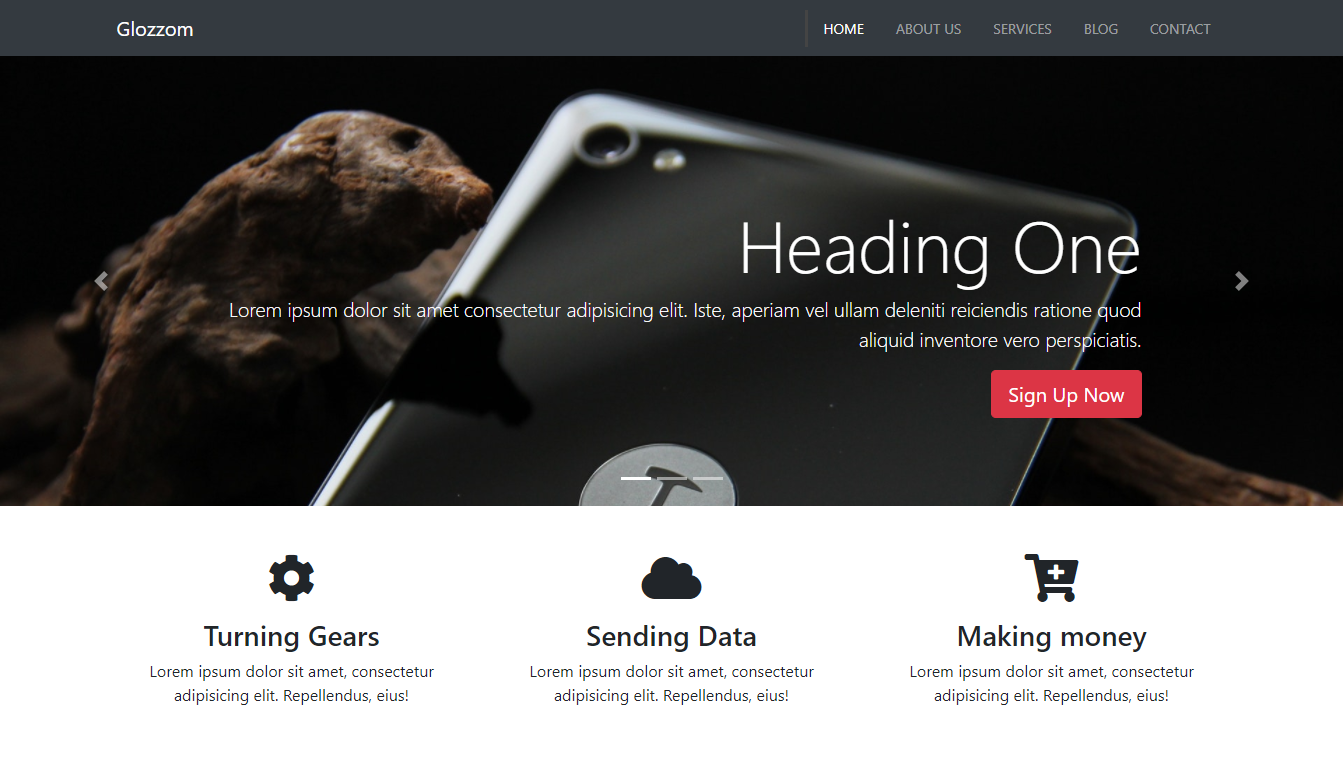 Glozzom
HOME ABOUT US SERVICES BLOG CONTACT
Heading One
Lorem ipsum dolor sit amet consectetur adipisicing elit. Iste, aperiam vel ullam deleniti reiciendis ratione quod
aliquid inventore vero perspiciatis.
Sign Up Now
Turning Gears
Lorem ipsum dolor sit amet, consectetur
adipisicing elit. Repellendus, eius!
Sending Data
Lorem ipsum dolor sit amet, consectetur
adipisicing elit. Repellendus, eius!
Making money
Lorem ipsum dolor sit amet, consectetur
adipisicing elit. Repellendus, eius!